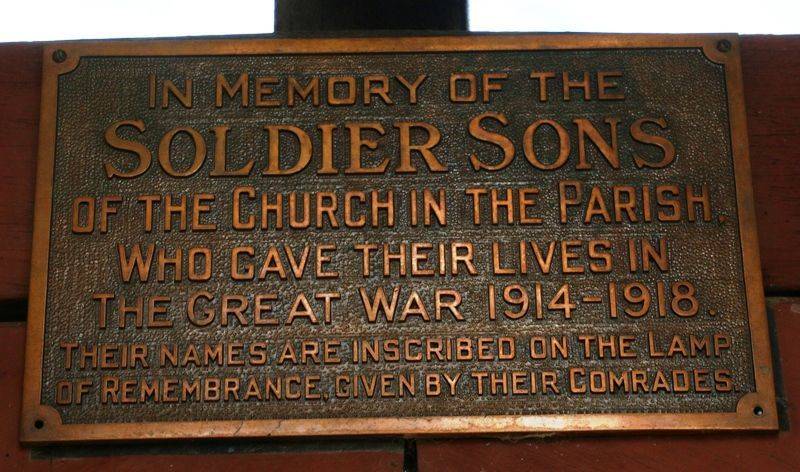 IN MEMORY OF THE
SOLDIER SONS
OF THE CHURCH IN THE PARISH,
WHO GAVE THEIR LIVES IN
THE GREAT WAR 1914-1918.
THEIR NAMES ARE INSCRIBED ON THE LAMP
OF REMEMBRANCE, GIVEN BY THEIR COMRADES.